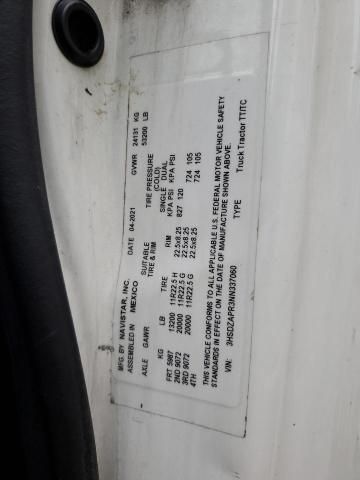 MFG. BY NAVISTAR, INC. DATE 04-2021 GVWR 24131 KG
ASSEMBLED IN MEXICO 53200 LB
SUITABLE TIRE PRESSURE
AXLE GAWR TIRE & RIM (COLD)
SINGLE DUAL
KG LB TIRE RIM KPA PSI KPA PSI
FRT 5987 13200 11R22.5 H 22.5x8.25 827 120
2ND 9072 20000 11R22.5 G 22.5x8.25 724 105
3RD 9072 20000 11R22.5 G 22.5x8.25 724 105
4TH
THIS VEHICLE CONFORMS TO ALL APPLICABLE U.S. FEDERAL MOTOR VEHICLE SAFETY
STANDARDS IN EFFECT ON THE DATE OF MANUFACTURE SHOWN ABOVE.
VIN: 3HSDZAPR3NN337060 TYPE Truck Tractor TT/TC